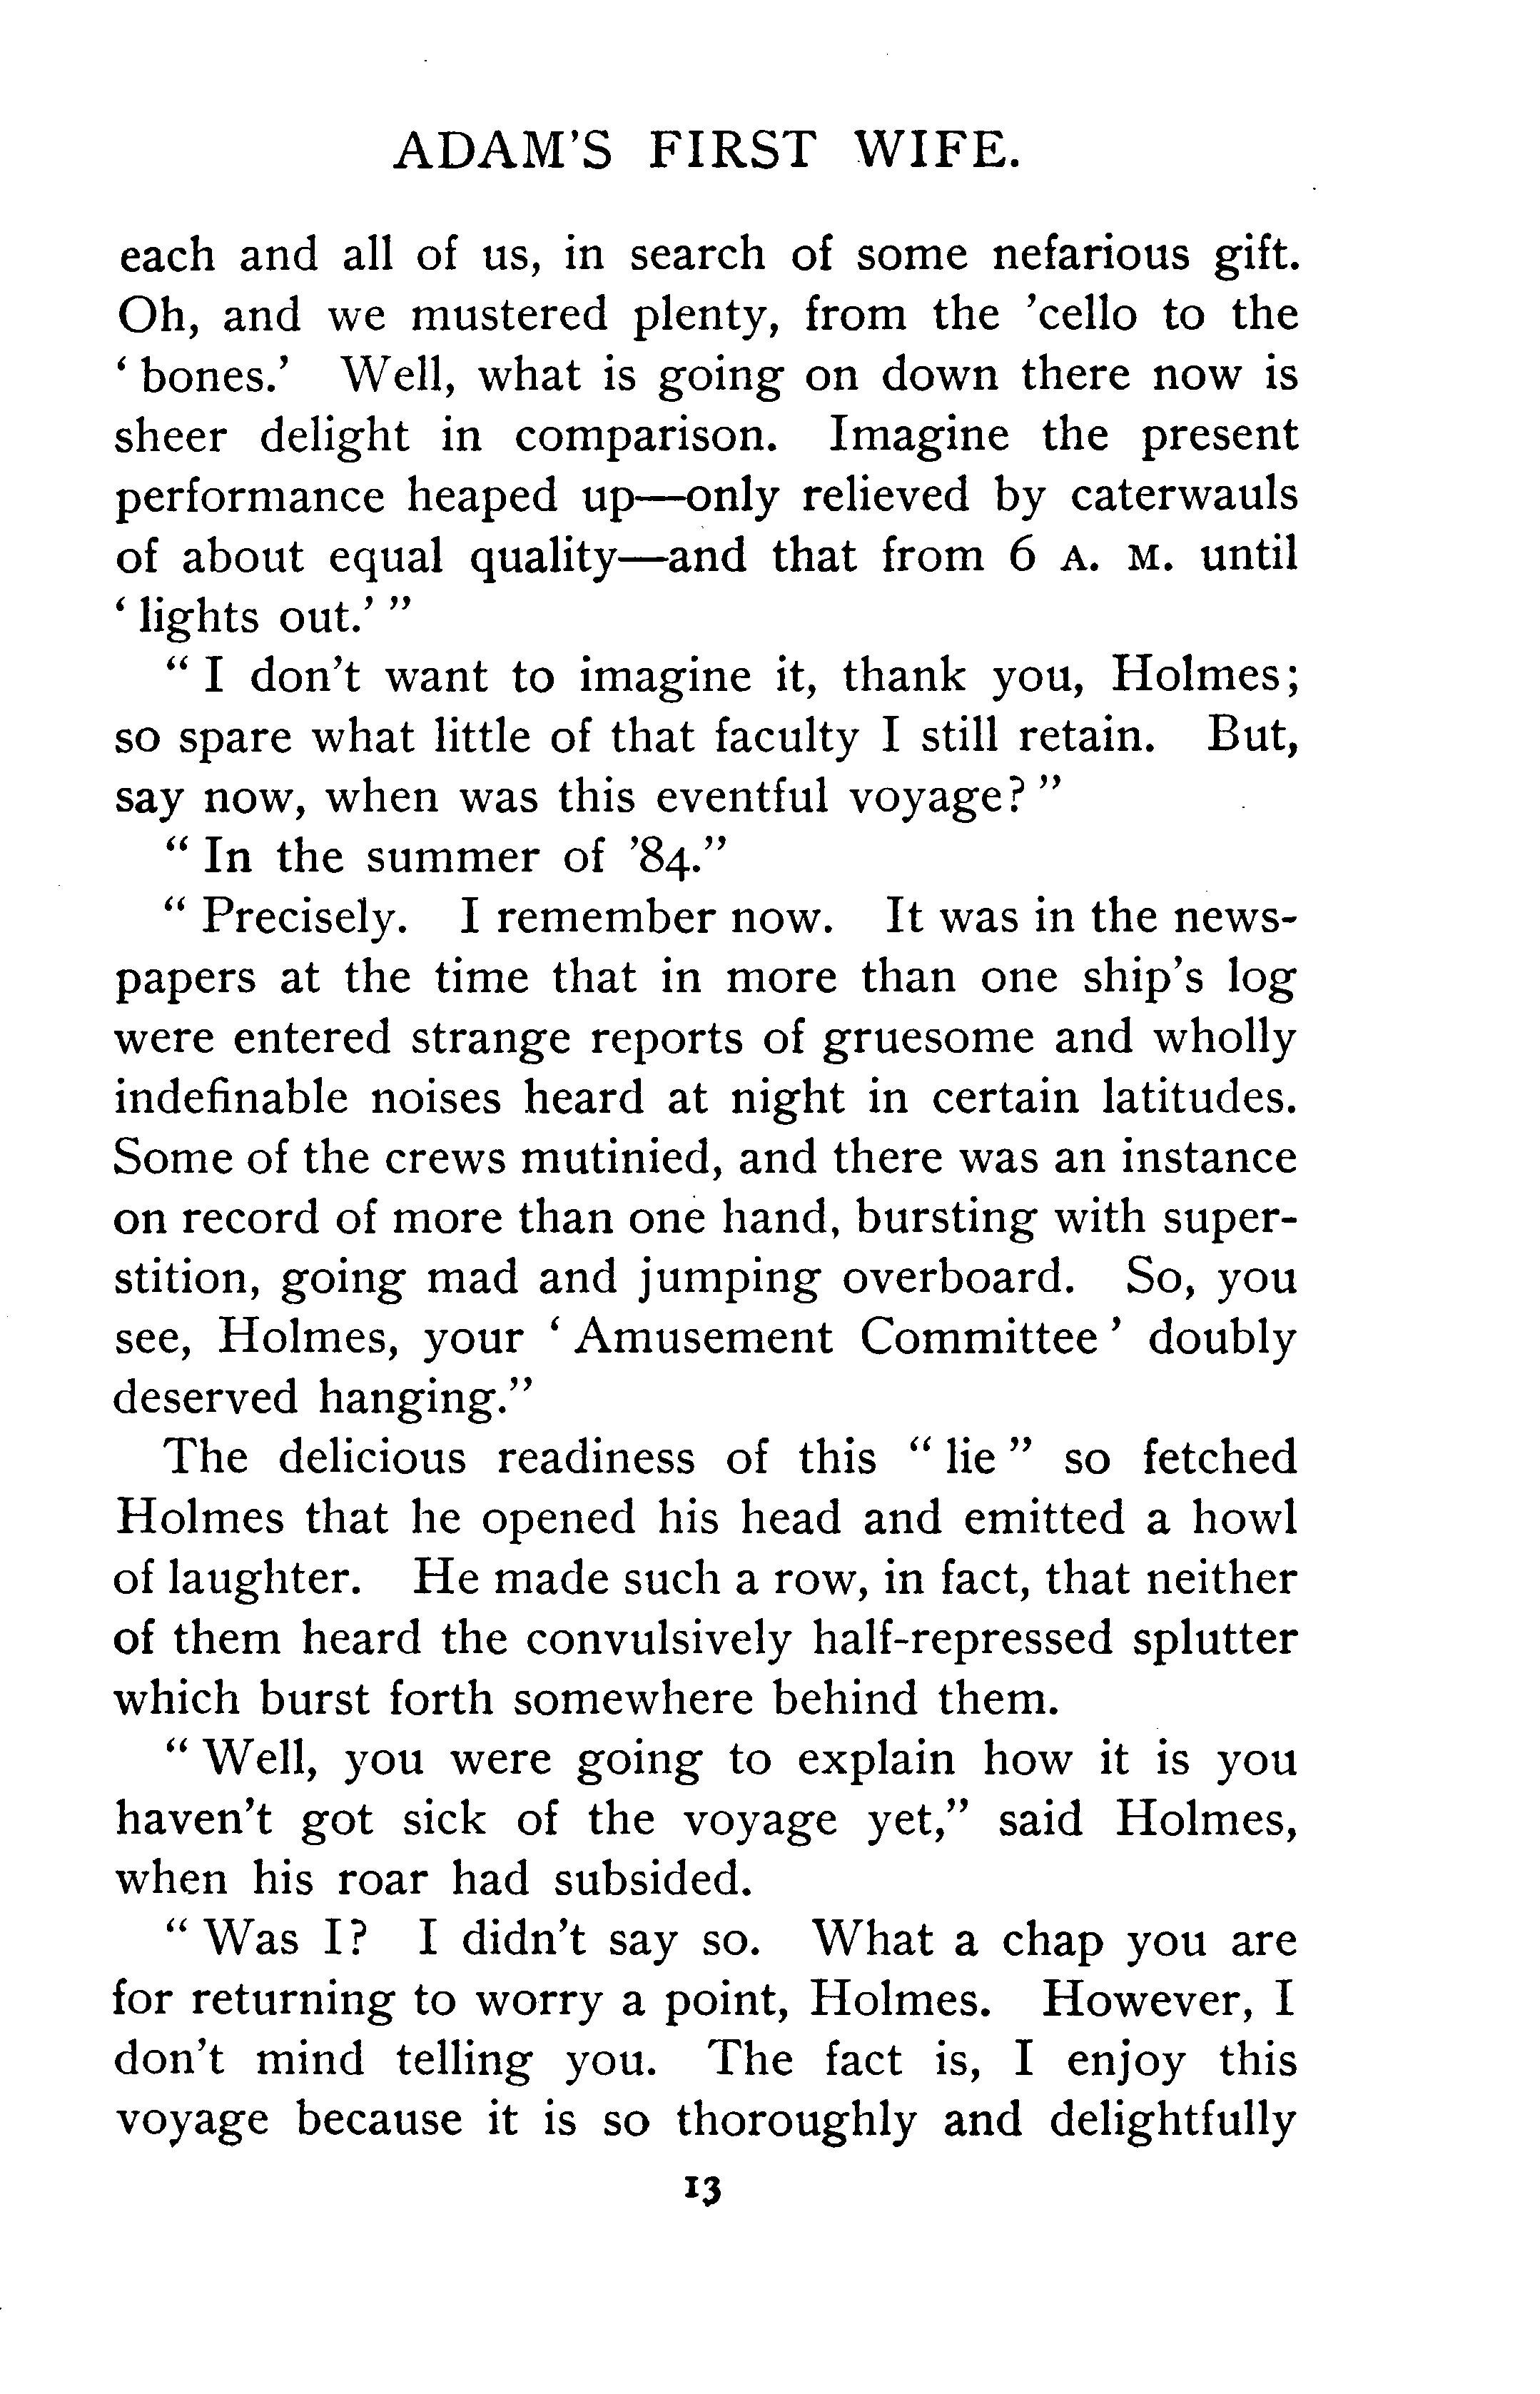 ADAM'S FIRST WIFE.
each and all of us, in search of some nefarious gift.
Oh, and we mustered plenty, from the 'cello to the
‘bones.’ Well, what is going on down there now is
sheer delight in comparison. Imagine the present
performance heaped up—only relieved by caterwauls
of about equal quality—and that from 6 A. M. until
‘lights out.’”
“I don't want to imagine it, thank you, Holmes;
so spare what little of that faculty I still retain. But,
say now, when was this eventful voyage?”
“In the summer of ’84.”
“Precisely. I remember now. It was in the news-
papers at the time that in more than one ship's log
were entered strange reports of gruesome and wholly
indefinable noises heard at night in certain latitudes.
Some of the crews mutinied, and there was an instance
on record of more than one hand, bursting with super-
stition, going mad and jumping overboard. So, you
see, Holmes, your ‘Amusement Committee’ doubly
deserved hanging.”
The delicious readiness of this “lie” so fetched
Holmes that he opened his head and emitted a howl
of laughter. He made such a row, in fact, that neither
of them heard the convulsively half-repressed splutter
which burst forth somewhere behind them.
“Well, you were going to explain how it is you
haven't got sick of the voyage yet,” said Holmes,
when his roar had subsided.
“Was I? I didn't say so. What a chap you are
for returning to worry a point, Holmes. However, I
don't mind telling you. The fact is, I enjoy this
voyage because it is so thoroughly and delightfully
13